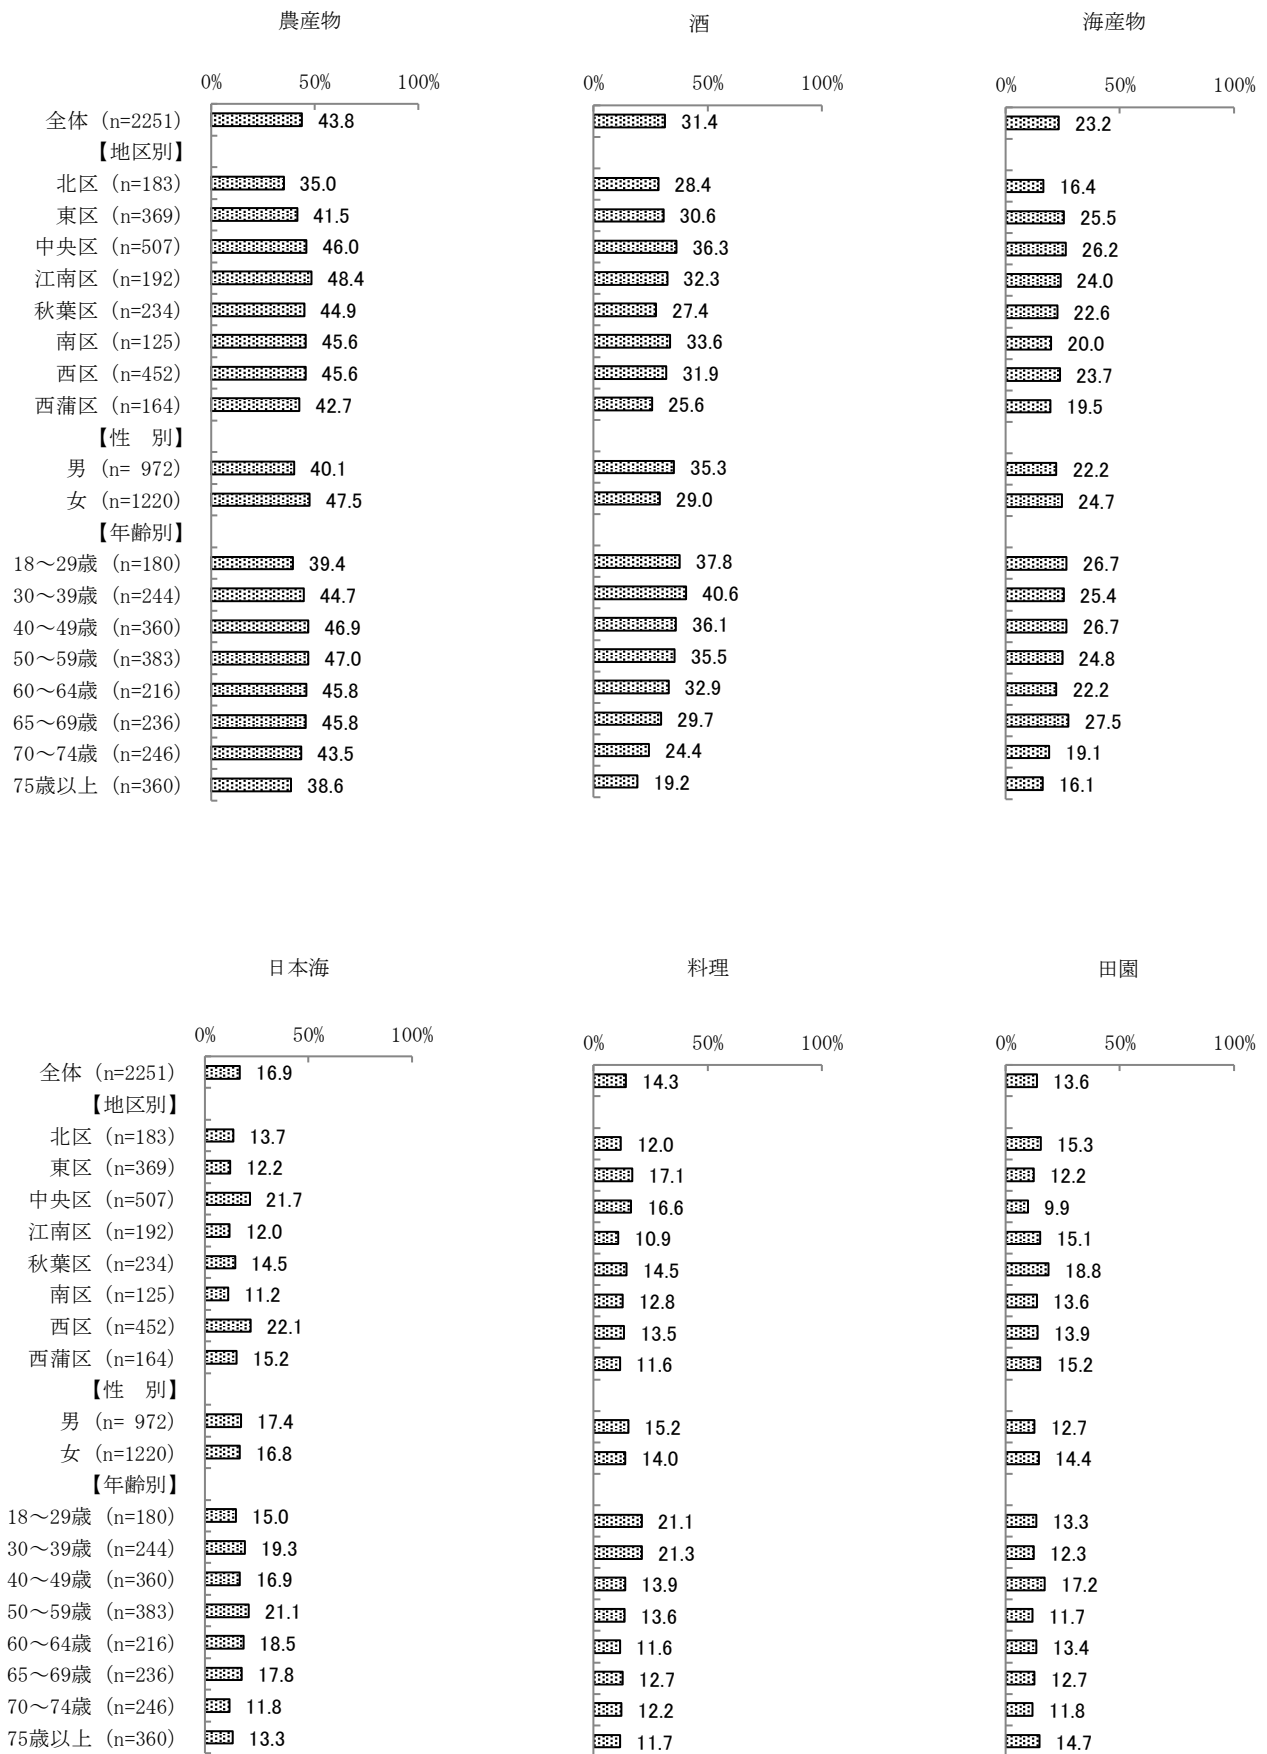 農産物 酒 海産物
0% 50% 100% 0% 50% 100% 0% 50% 100%
全体 (n=2251) 43.8 31.4 23.2
【地区別】
北区 (n=183) 35.0 28.4 16.4
東区 (n=369) 41.5 30.6 25.5
中央区 (n=507) 46.0 36.3 26.2
江南区 (n=192) 48.4 32.3 24.0
秋葉区 (n=234) 44.9 27.4 22.6
南区 (n=125) 45.6 33.6 20.0
西区 (n=452) 45.6 31.9 23.7
西蒲区 (n=164) 42.7 25.6 19.5
【性　別】
男 (n= 972) 40.1 35.3 22.2
女 (n=1220) 47.5 29.0 24.7
【年齢別】
18～29歳 (n=180) 39.4 37.8 26.7
30～39歳 (n=244) 44.7 40.6 25.4
40～49歳 (n=360) 46.9 36.1 26.7
50～59歳 (n=383) 47.0 35.5 24.8
60～64歳 (n=216) 45.8 32.9 22.2
65～69歳 (n=236) 45.8 29.7 27.5
70～74歳 (n=246) 43.5 24.4 19.1
75歳以上 (n=360) 38.6 19.2 16.1
日本海 料理 田園
0% 50% 100% 0% 50% 100% 0% 50% 100%
全体 (n=2251) 16.9 14.3 13.6
【地区別】
北区 (n=183) 13.7 12.0 15.3
東区 (n=369) 12.2 17.1 12.2
中央区 (n=507) 21.7 16.6 9.9
江南区 (n=192) 12.0 10.9 15.1
秋葉区 (n=234) 14.5 14.5 18.8
南区 (n=125) 11.2 12.8 13.6
西区 (n=452) 22.1 13.5 13.9
西蒲区 (n=164) 15.2 11.6 15.2
【性　別】
男 (n= 972) 17.4 15.2 12.7
女 (n=1220) 16.8 14.0 14.4
【年齢別】
18～29歳 (n=180) 15.0 21.1 13.3
30～39歳 (n=244) 19.3 21.3 12.3
40～49歳 (n=360) 16.9 13.9 17.2
50～59歳 (n=383) 21.1 13.6 11.7
60～64歳 (n=216) 18.5 11.6 13.4
65～69歳 (n=236) 17.8 12.7 12.7
70～74歳 (n=246) 11.8 12.2 11.8
75歳以上 (n=360) 13.3 11.7 14.7